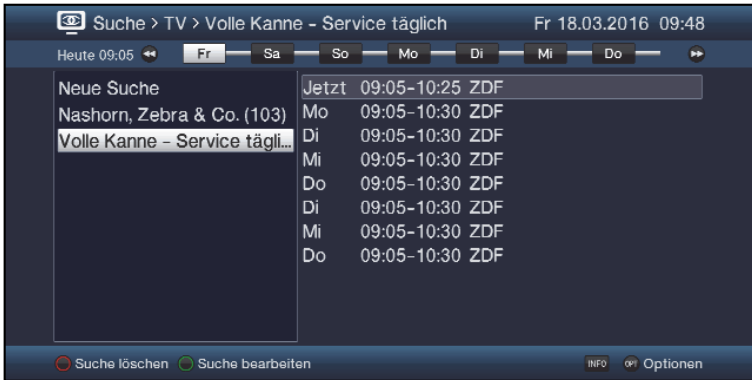 Suche > TV > Volle Kanne - Service täglich Fr 18.03.2016 09:48
Heute 09:05 Fr Sa So Mo Di Mi Do
Neue Suche
Nashorn, Zebra & Co. (103)
Volle Kanne - Service tägli...
Jetzt 09:05-10:25 ZDF
Mo 09:05-10:30 ZDF
Di 09:05-10:30 ZDF
Mi 09:05-10:30 ZDF
Do 09:05-10:30 ZDF
Di 09:05-10:30 ZDF
Mi 09:05-10:30 ZDF
Do 09:05-10:30 ZDF
Suche löschen Suche bearbeiten INFO OPT Optionen